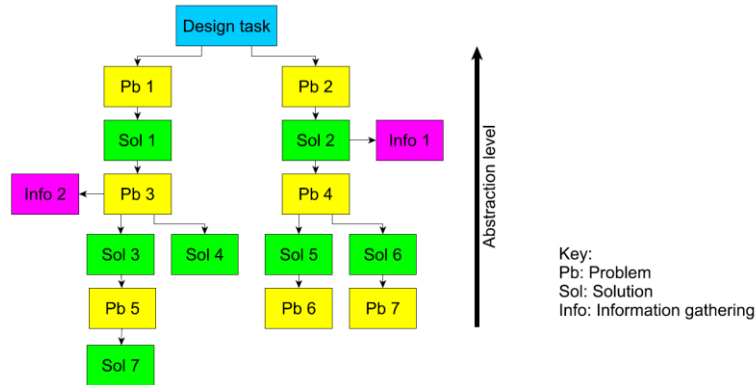 Design task
Pb 1
Pb 2
Sol 1
Sol 2
Info 1
Info 2
Pb 3
Pb 4
Sol 3
Sol 4
Sol 5
Sol 6
Pb 5
Pb 6
Pb 7
Sol 7
Abstraction level
Key:
Pb: Problem
Sol: Solution
Info: Information gathering